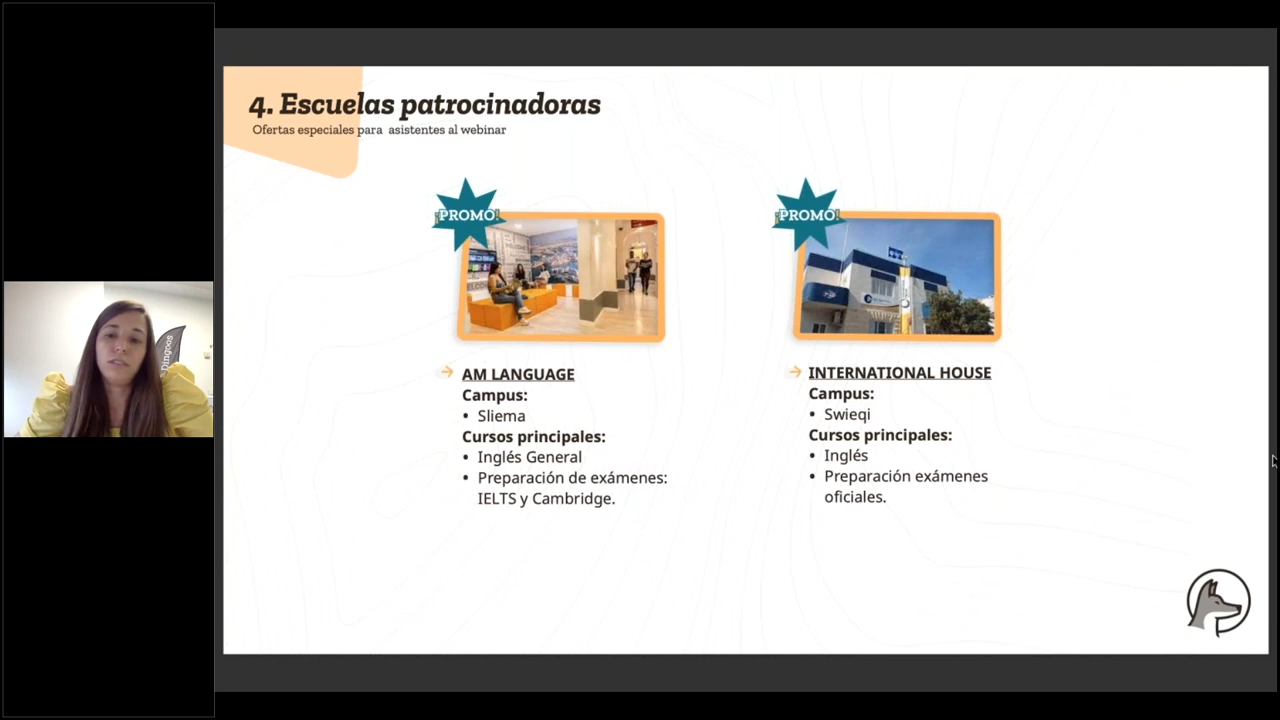 4. Escuelas patrocinadoras
Ofertas especiales para asistentes al webinar
¡PROMO!
¡PROMO!
Dingoos
AM LANGUAGE
Campus:
• Sliema
Cursos principales:
• Inglés General
• Preparación de exámenes:
IELTS y Cambridge.
INTERNATIONAL HOUSE
Campus:
• Swieqi
Cursos principales:
• Inglés
• Preparación exámenes
oficiales.